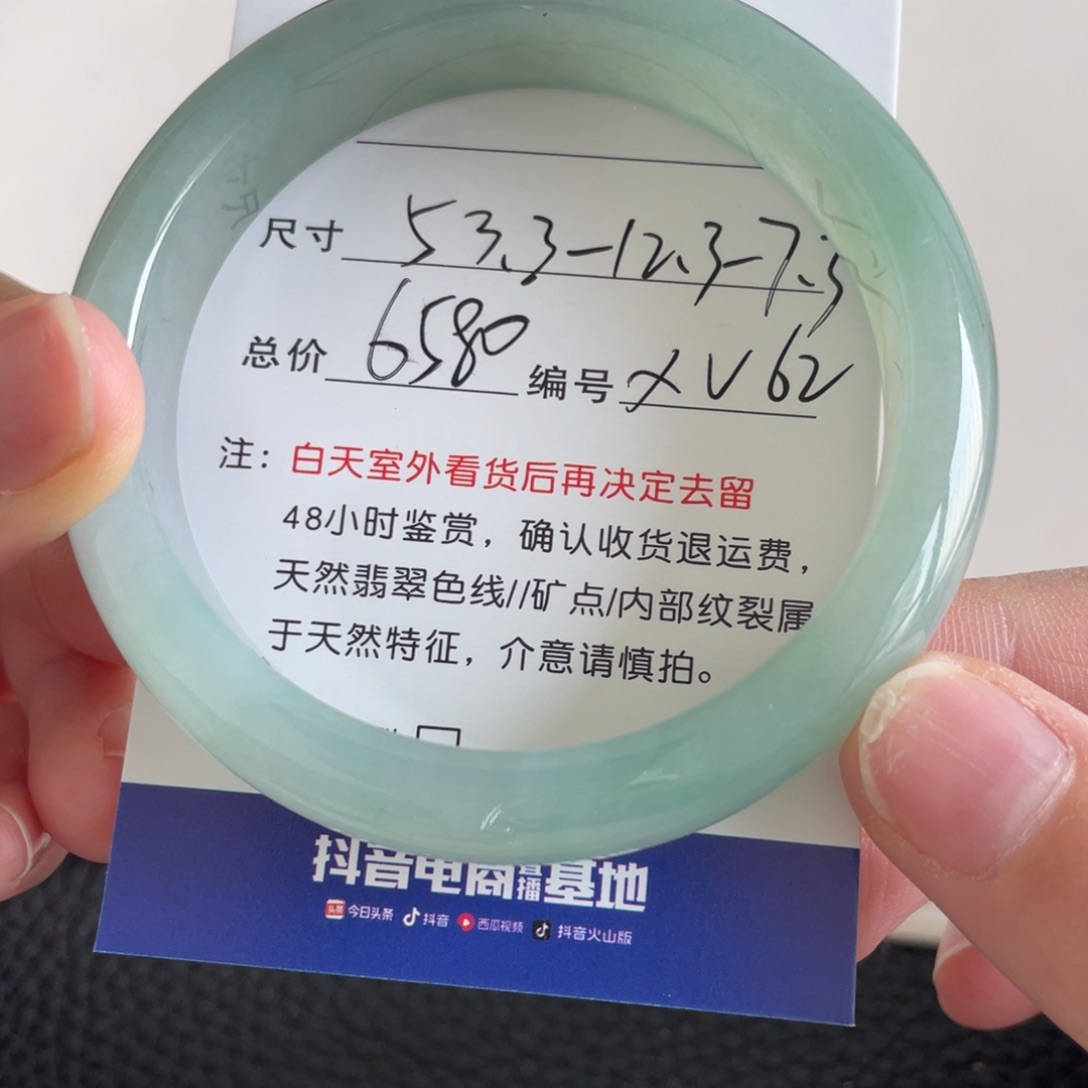 尺寸 53.3-12.3-7.3
总价 6580 编号 XV62
注：白天室外看货后再决定去留
48小时鉴赏，确认收货退运费，
天然翡翠色线//矿点/内部纹裂属
于天然特征，介意请慎拍。
抖音电商直播基地
头条 今日头条 抖音 西瓜视频 抖音火山版